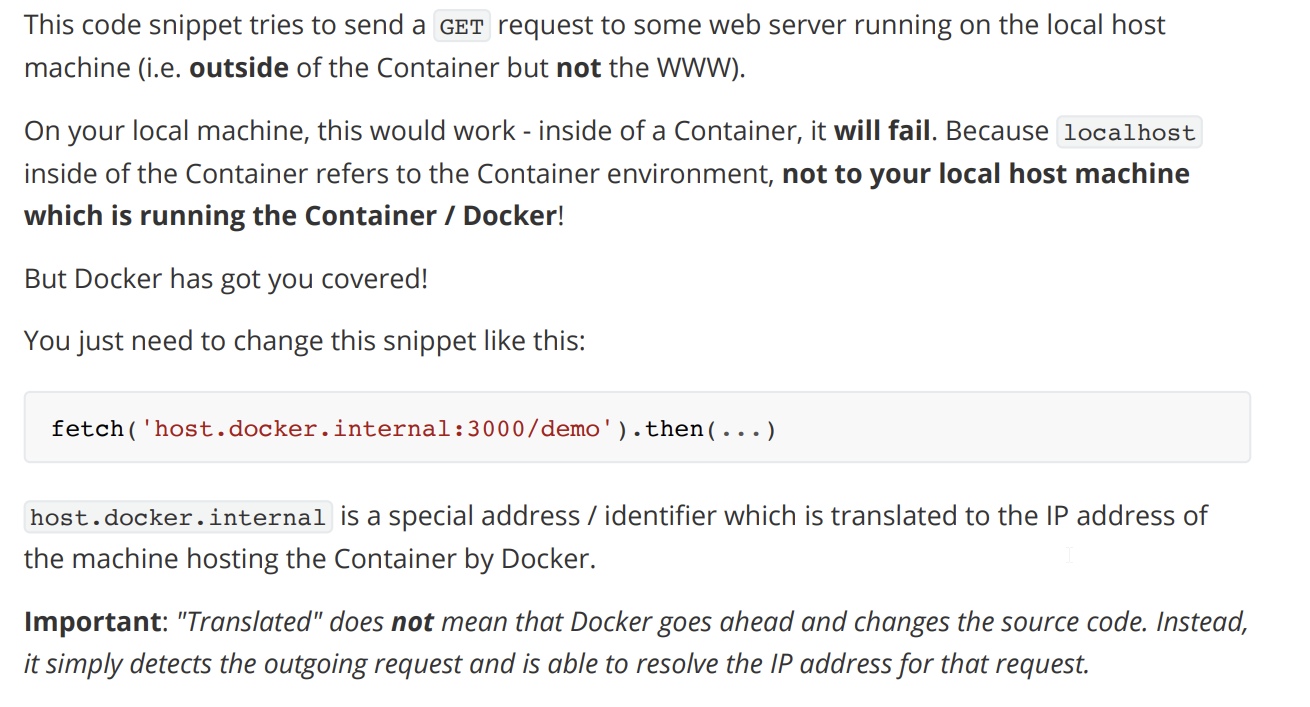 This code snippet tries to send a GET request to some web server running on the local host
machine (i.e. outside of the Container but not the WWW).
On your local machine, this would work - inside of a Container, it will fail. Because localhost
inside of the Container refers to the Container environment, not to your local host machine
which is running the Container / Docker!
But Docker has got you covered!
You just need to change this snippet like this:
fetch('host.docker.internal:3000/demo').then(...)
host.docker.internal is a special address / identifier which is translated to the IP address of
the machine hosting the Container by Docker.
Important: "Translated" does not mean that Docker goes ahead and changes the source code. Instead,
it simply detects the outgoing request and is able to resolve the IP address for that request.